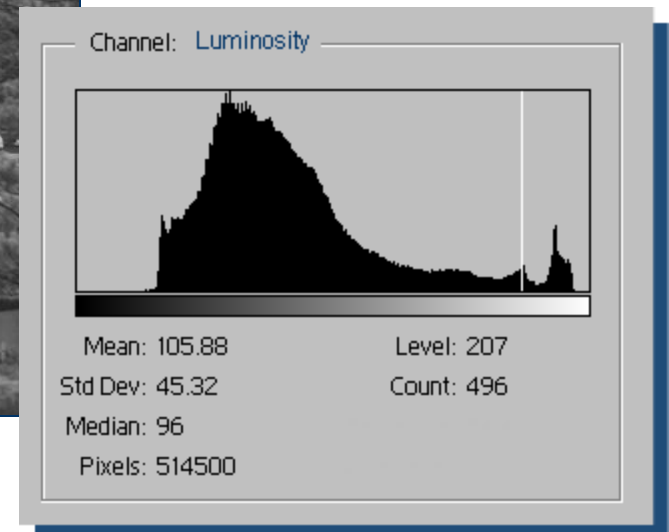 Channel: Luminosity
Mean: 105.88 Level: 207
Std Dev: 45.32 Count: 496
Median: 96
Pixels: 514500